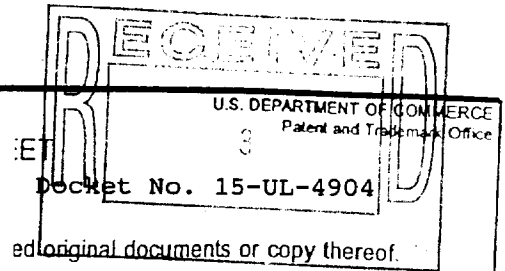 RECEIVED
U.S. DEPARTMENT OF COMMERCE
Patent and Trademark Office
ET
Docket No. 15-UL-4904
ed original documents or copy thereof.